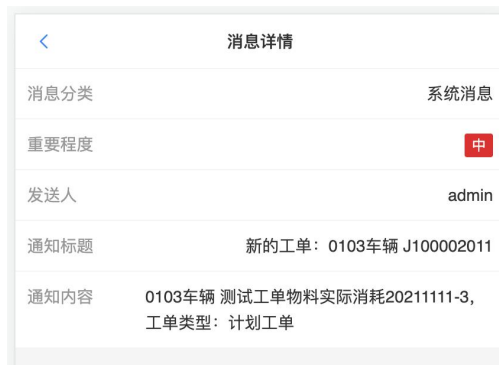 消息详情
消息分类 系统消息
重要程度 中
发送人 admin
通知标题 新的工单：0103车辆 J100002011
通知内容 0103车辆 测试工单物料实际消耗20211111-3，
工单类型：计划工单